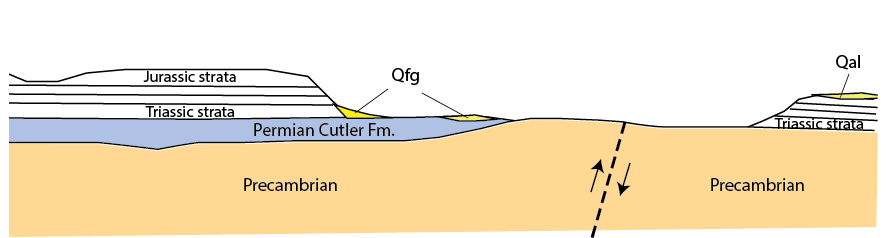 Jurassic strata
Qfg
Qal
Triassic strata
Permian Cutler Fm.
Triassic strata
Precambrian
Precambrian